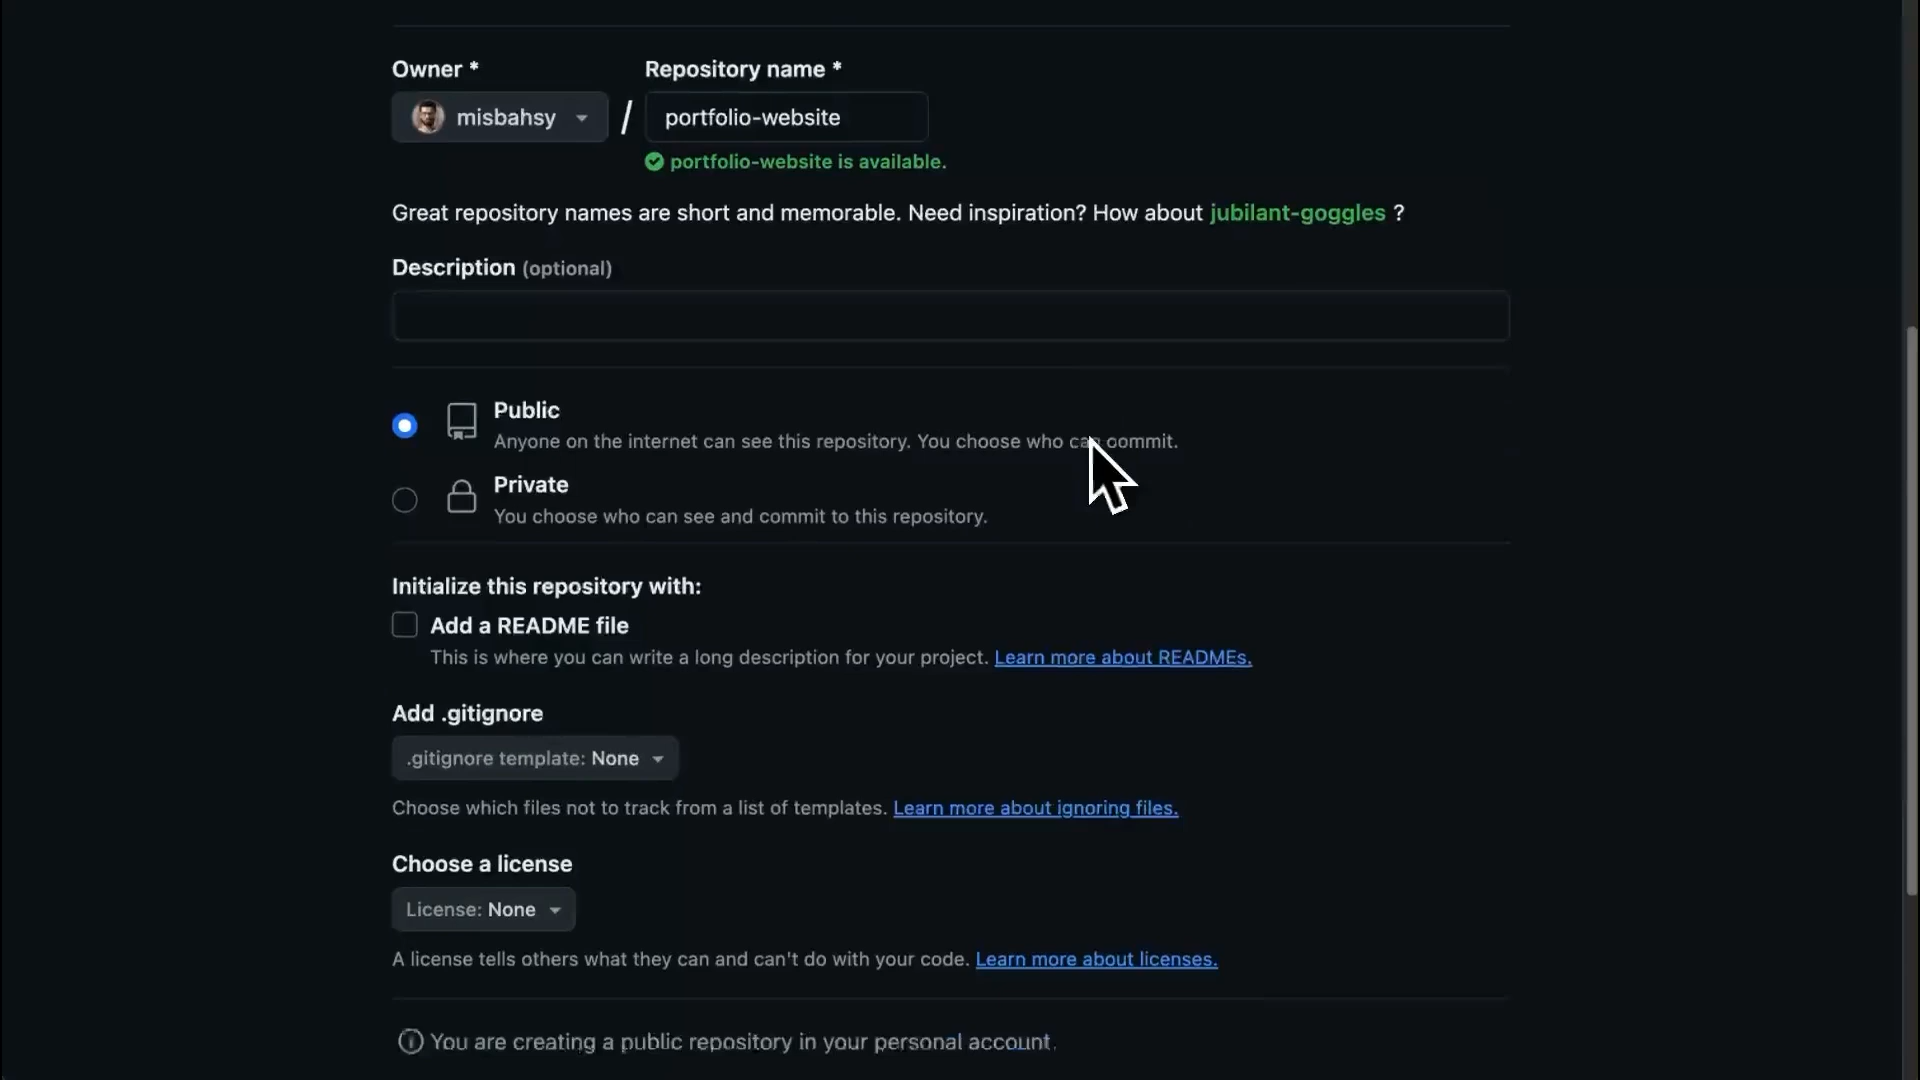 Owner * Repository name *
misbahsy / portfolio-website
portfolio-website is available.
Great repository names are short and memorable. Need inspiration? How about jubilant-goggles ?
Description (optional)
Public
Anyone on the internet can see this repository. You choose who can commit.
Private
You choose who can see and commit to this repository.
Initialize this repository with:
Add a README file
This is where you can write a long description for your project. Learn more about READMEs.
Add .gitignore
.gitignore template: None
Choose which files not to track from a list of templates. Learn more about ignoring files.
Choose a license
License: None
A license tells others what they can and can't do with your code. Learn more about licenses.
You are creating a public repository in your personal account.